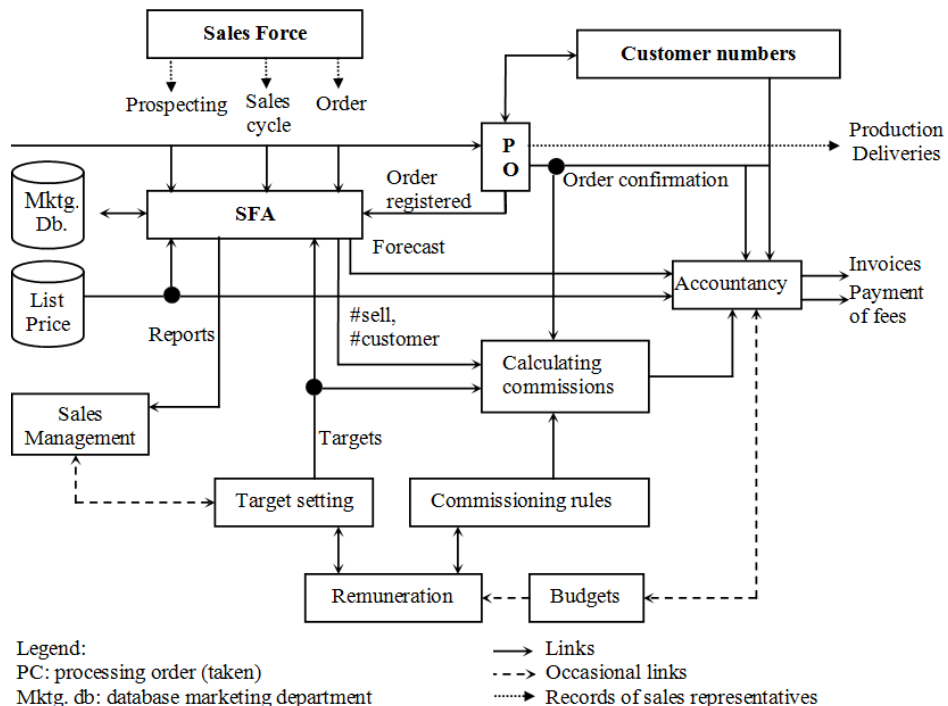 Sales Force
Customer numbers
Prospecting
Sales
cycle
Order
P
O
Production
Deliveries
Order confirmation
Order
registered
Mktg.
Db.
SFA
Forecast
List
Price
Accountancy
Invoices
Payment
of fees
Reports
#sell,
#customer
Calculating
commissions
Sales
Management
Targets
Target setting
Commissioning rules
Remuneration
Budgets
Legend:
PC: processing order (taken)
Mktg. db: database marketing department
Links
Occasional links
Records of sales representatives